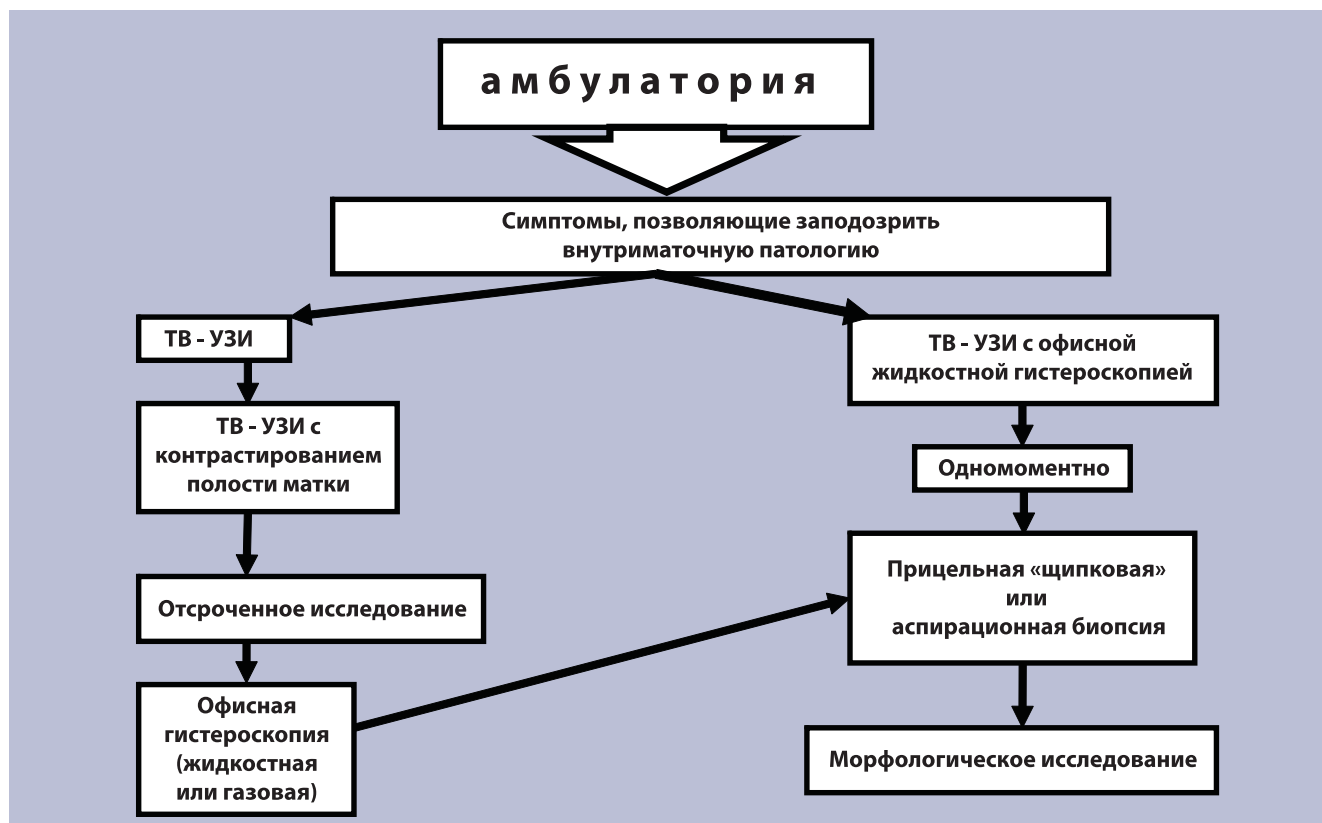 амбулатория
Симптомы, позволяющие заподозрить
внутриматочную патологию
ТВ - УЗИ
ТВ - УЗИ с
контрастированием
полости матки
Отсроченное исследование
Офисная
гистероскопия
(жидкостная
или газовая)
ТВ - УЗИ с офисной
жидкостной гистероскопией
Одномоментно
Прицельная «щипковая»
или
аспирационная биопсия
Морфологическое исследование